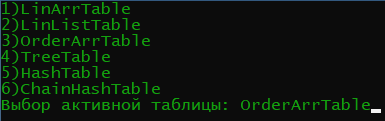 1)LinArrTable
2)LinListTable
3)OrderArrTable
4)TreeTable
5)HashTable
6)ChainHashTable
Выбор активной таблицы: OrderArrTable